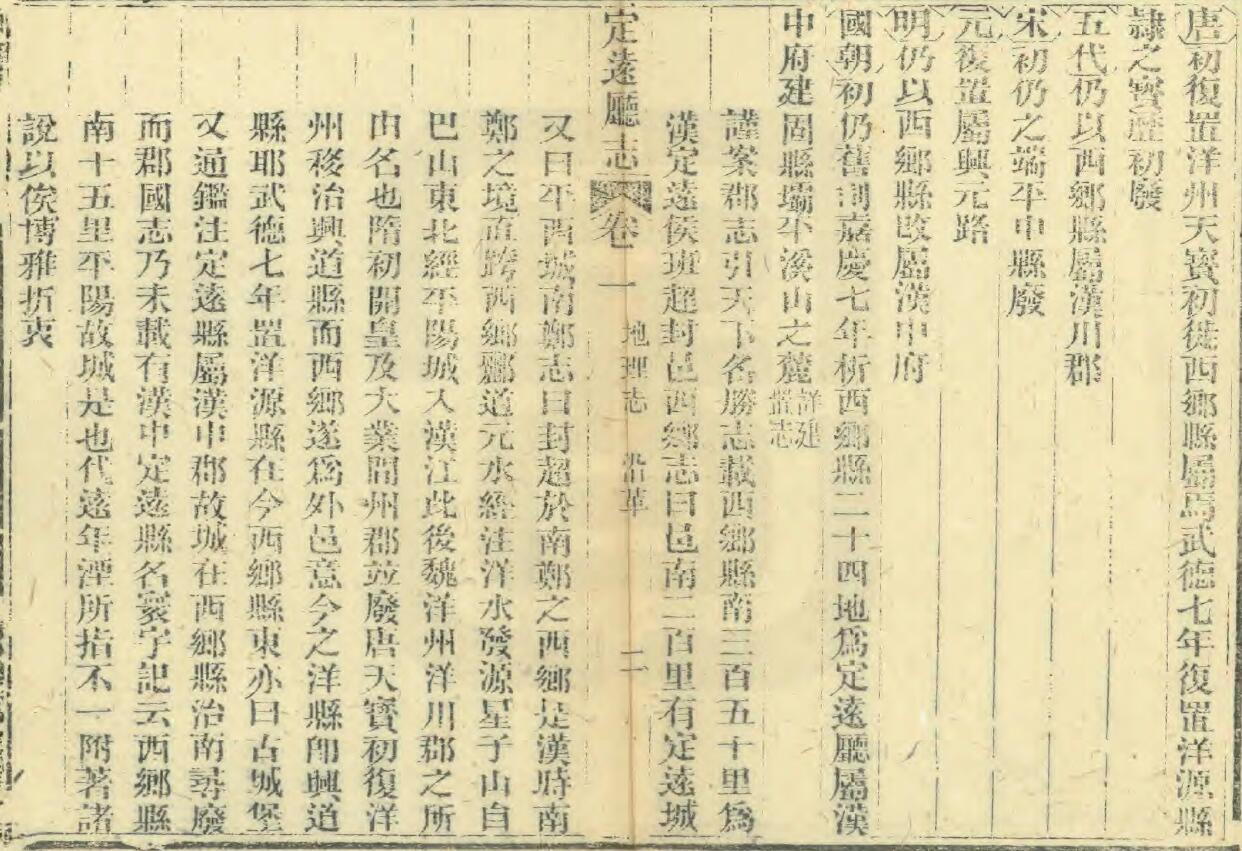 唐初復置洋州天寶初徙西鄉縣屬焉武德七年復置洋源縣
隷之寶歷初廢
五代仍以西鄉縣屬漢川郡
宋初仍之端平中縣廢
元復置屬興元路
明仍以西鄉縣改屬漢中府
國朝初仍舊制嘉慶七年析西鄉縣二十四地爲定遠廳屬漢
中府建固縣壩平溪山之麓詳建置志
謹案郡志引天下名勝志載西鄉縣南三百五十里爲
漢定遠侯班超封邑西鄉志曰邑南二百里有定遠城
定遠廳志 卷一 地理志 沿革 二
又曰平西城南鄭志曰封超於南鄭之西鄉是漢時南
鄭之境直跨西鄉酈道元水經注洋水發源星子山自
巴山東北經平陽城入漢江此後魏洋州洋川郡之所
由名也隋初開皇及大業間州郡竝廢唐天寶初復洋
州移治興道縣而西鄉遂爲外邑意今之洋縣卽興道
縣耶武德七年置洋源縣在今西鄉縣東亦曰古城堡
又通鑑注定遠縣屬漢中郡故城在西鄉縣治南尋廢
而郡國志乃未載有漢中定遠縣名寰宇記云西鄉縣
南十五里平陽故城是也代遠年湮所指不一附著諸
說以俟博雅折衷